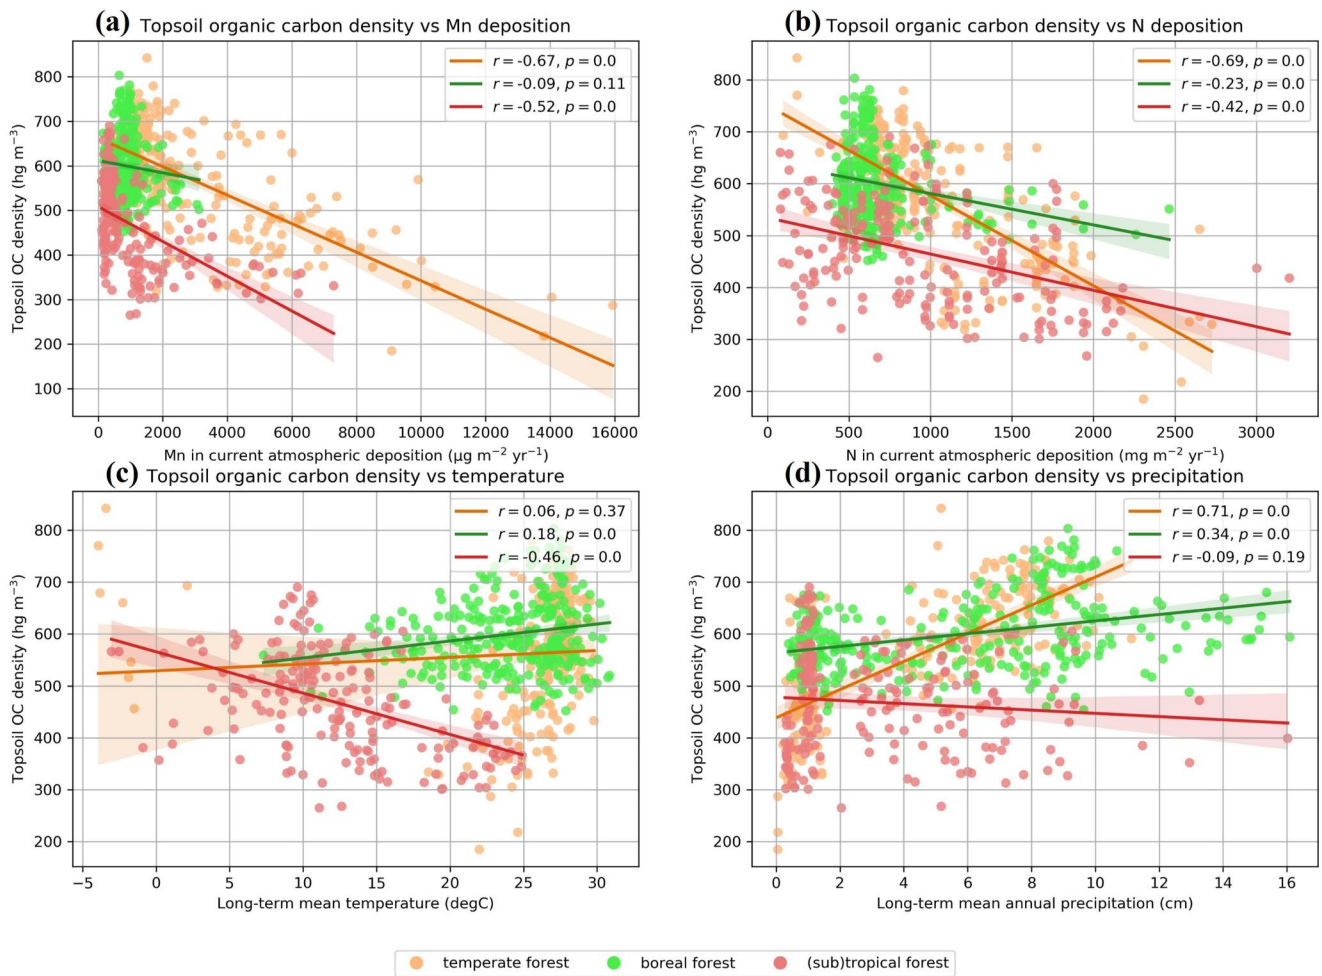 (a) Topsoil organic carbon density vs Mn deposition
r = -0.67, p = 0.0
r = -0.09, p = 0.11
r = -0.52, p = 0.0
Topsoil OC density (hg m⁻³)
800
700
600
500
400
300
200
100
0 2000 4000 6000 8000 10000 12000 14000 16000
Mn in current atmospheric deposition (μg m⁻² yr⁻¹)
(b) Topsoil organic carbon density vs N deposition
r = -0.69, p = 0.0
r = -0.23, p = 0.0
r = -0.42, p = 0.0
Topsoil OC density (hg m⁻³)
800
700
600
500
400
300
200
0 500 1000 1500 2000 2500 3000
N in current atmospheric deposition (mg m⁻² yr⁻¹)
(c) Topsoil organic carbon density vs temperature
r = 0.06, p = 0.37
r = 0.18, p = 0.0
r = -0.46, p = 0.0
Topsoil OC density (hg m⁻³)
800
700
600
500
400
300
200
−5 0 5 10 15 20 25 30
Long-term mean temperature (degC)
(d) Topsoil organic carbon density vs precipitation
r = 0.71, p = 0.0
r = 0.34, p = 0.0
r = -0.09, p = 0.19
Topsoil OC density (hg m⁻³)
800
700
600
500
400
300
200
0 2 4 6 8 10 12 14 16
Long-term mean annual precipitation (cm)
temperate forest boreal forest (sub)tropical forest